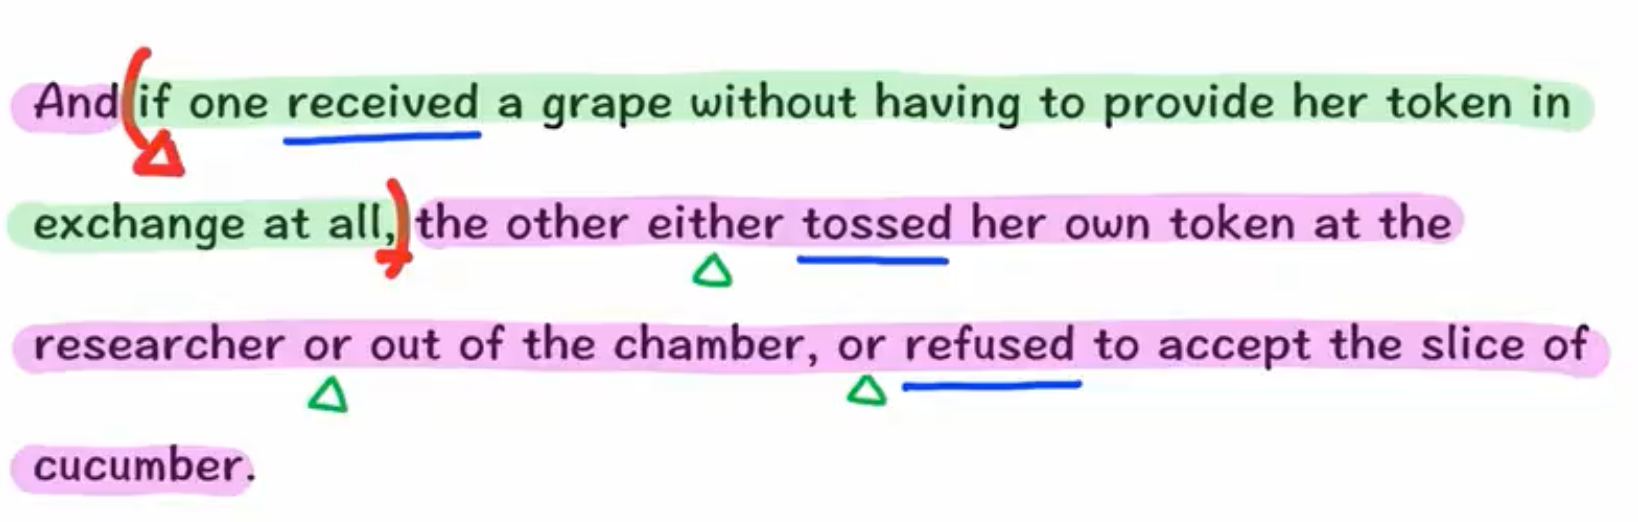 And if one received a grape without having to provide her token in
exchange at all, the other either tossed her own token at the
researcher or out of the chamber, or refused to accept the slice of
cucumber.